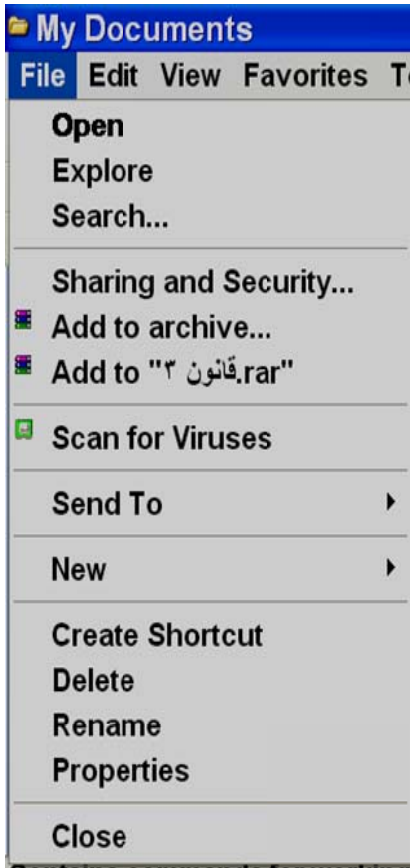 My Documents
File Edit View Favorites
Open
Explore
Search...
Sharing and Security...
Add to archive...
Add to "قانون ٣.rar"
Scan for Viruses
Send To
New
Create Shortcut
Delete
Rename
Properties
Close